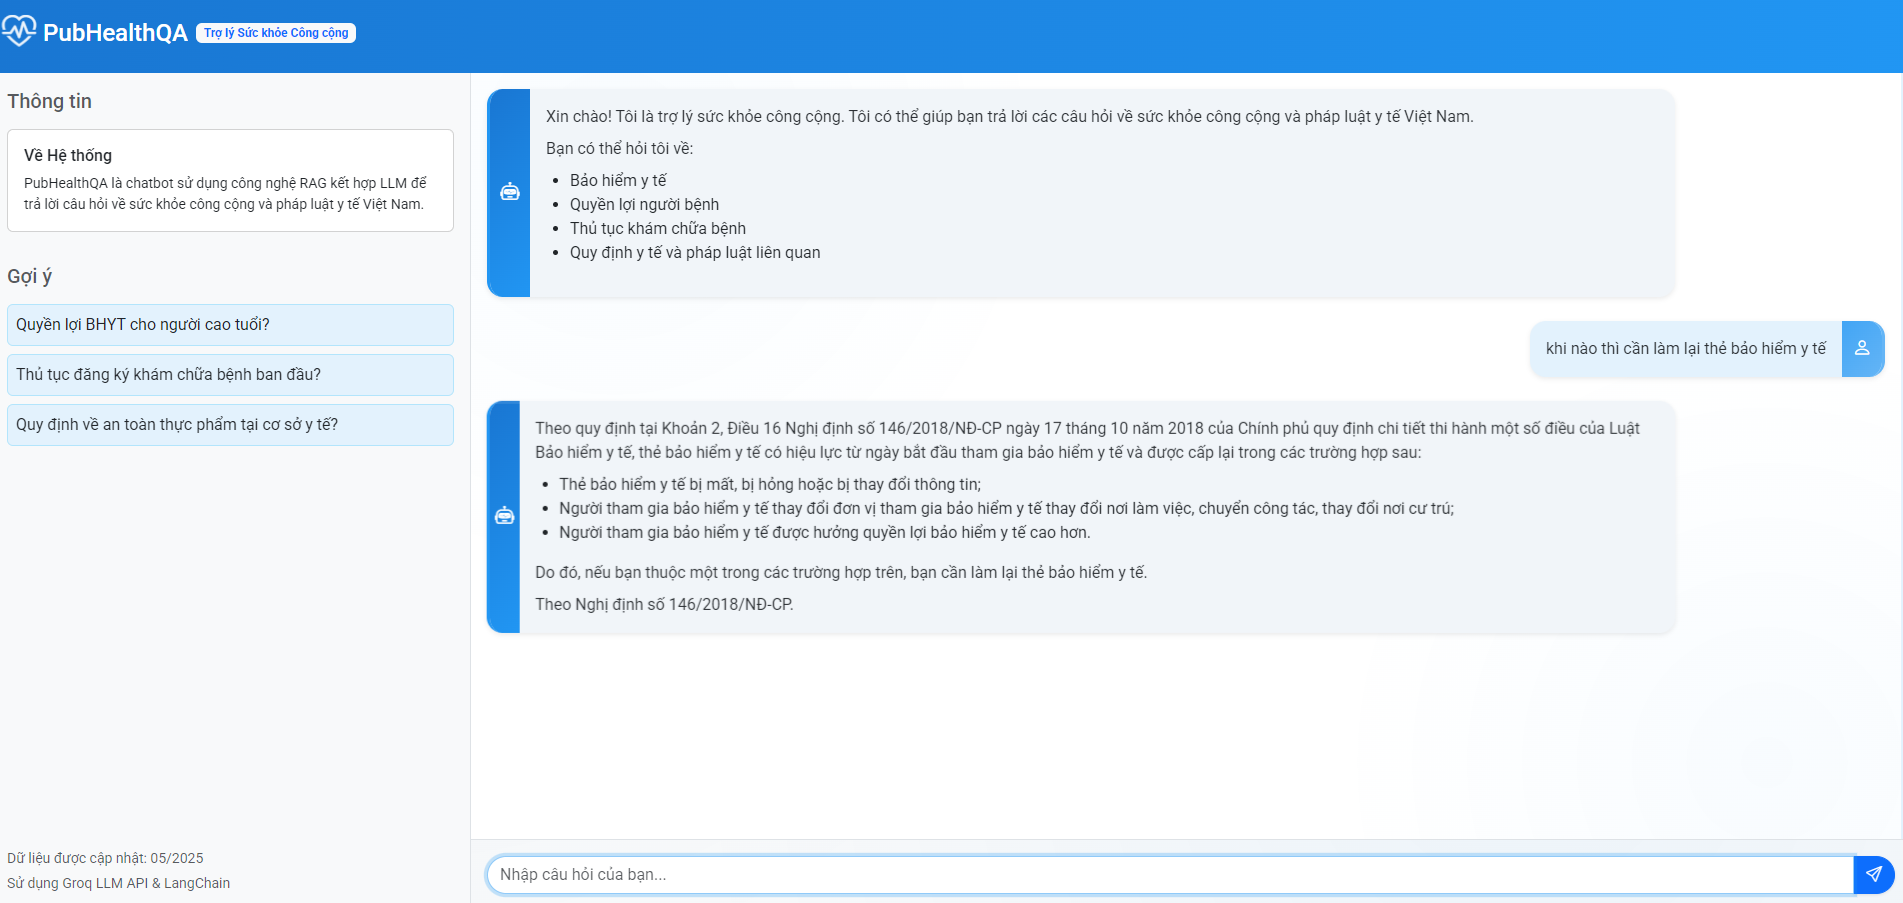 PubHealthQA
Trợ lý Sức khỏe Công cộng
Thông tin
Về Hệ thống
PubHealthQA là chatbot sử dụng công nghệ RAG kết hợp LLM để
trả lời câu hỏi về sức khỏe công cộng và pháp luật y tế Việt Nam.
Gợi ý
Quyền lợi BHYT cho người cao tuổi?
Thủ tục đăng ký khám chữa bệnh ban đầu?
Quy định về an toàn thực phẩm tại cơ sở y tế?
Dữ liệu được cập nhật: 05/2025
Sử dụng Groq LLM API & LangChain
Xin chào! Tôi là trợ lý sức khỏe công cộng. Tôi có thể giúp bạn trả lời các câu hỏi về sức khỏe công cộng và pháp luật y tế Việt Nam.
Bạn có thể hỏi tôi về:
• Bảo hiểm y tế
• Quyền lợi người bệnh
• Thủ tục khám chữa bệnh
• Quy định y tế và pháp luật liên quan
khi nào thì cần làm lại thẻ bảo hiểm y tế
Theo quy định tại Khoản 2, Điều 16 Nghị định số 146/2018/NĐ-CP ngày 17 tháng 10 năm 2018 của Chính phủ quy định chi tiết thi hành một số điều của Luật
Bảo hiểm y tế, thẻ bảo hiểm y tế có hiệu lực từ ngày bắt đầu tham gia bảo hiểm y tế và được cấp lại trong các trường hợp sau:
• Thẻ bảo hiểm y tế bị mất, bị hỏng hoặc bị thay đổi thông tin;
• Người tham gia bảo hiểm y tế thay đổi đơn vị tham gia bảo hiểm y tế thay đổi nơi làm việc, chuyển công tác, thay đổi nơi cư trú;
• Người tham gia bảo hiểm y tế được hưởng quyền lợi bảo hiểm y tế cao hơn.
Do đó, nếu bạn thuộc một trong các trường hợp trên, bạn cần làm lại thẻ bảo hiểm y tế.
Theo Nghị định số 146/2018/NĐ-CP.
Nhập câu hỏi của bạn...